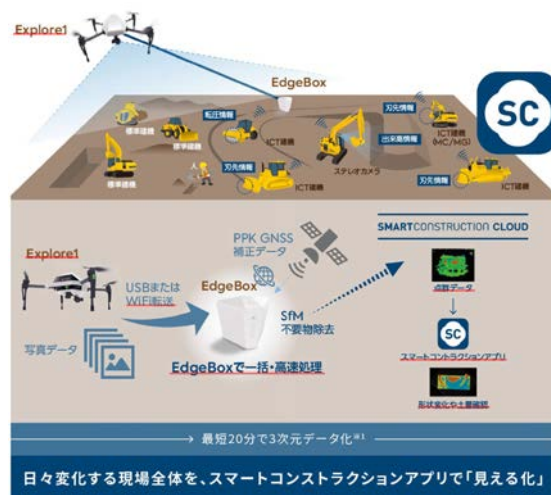 Explore1
EdgeBox
SC
転圧情報
刃先情報
標準建機
標準建機
ICT建機
出来高情報
ICT建機
(MC/MG)
標準建機
人
刃先情報
ICT建機
ステレオカメラ
刃先情報
ICT建機
SMARTCONSTRUCTION CLOUD
PPK GNSS
補正データ
Explore1
USBまたは
WiFi転送
EdgeBox
点群データ
SfM
不要物除去
写真データ
EdgeBoxで一括・高速処理
SC
スマートコントラクションアプリ
形状変化や土量確認
最短20分で3次元データ化※1
日々変化する現場全体を、スマートコンストラクションアプリで「見える化」